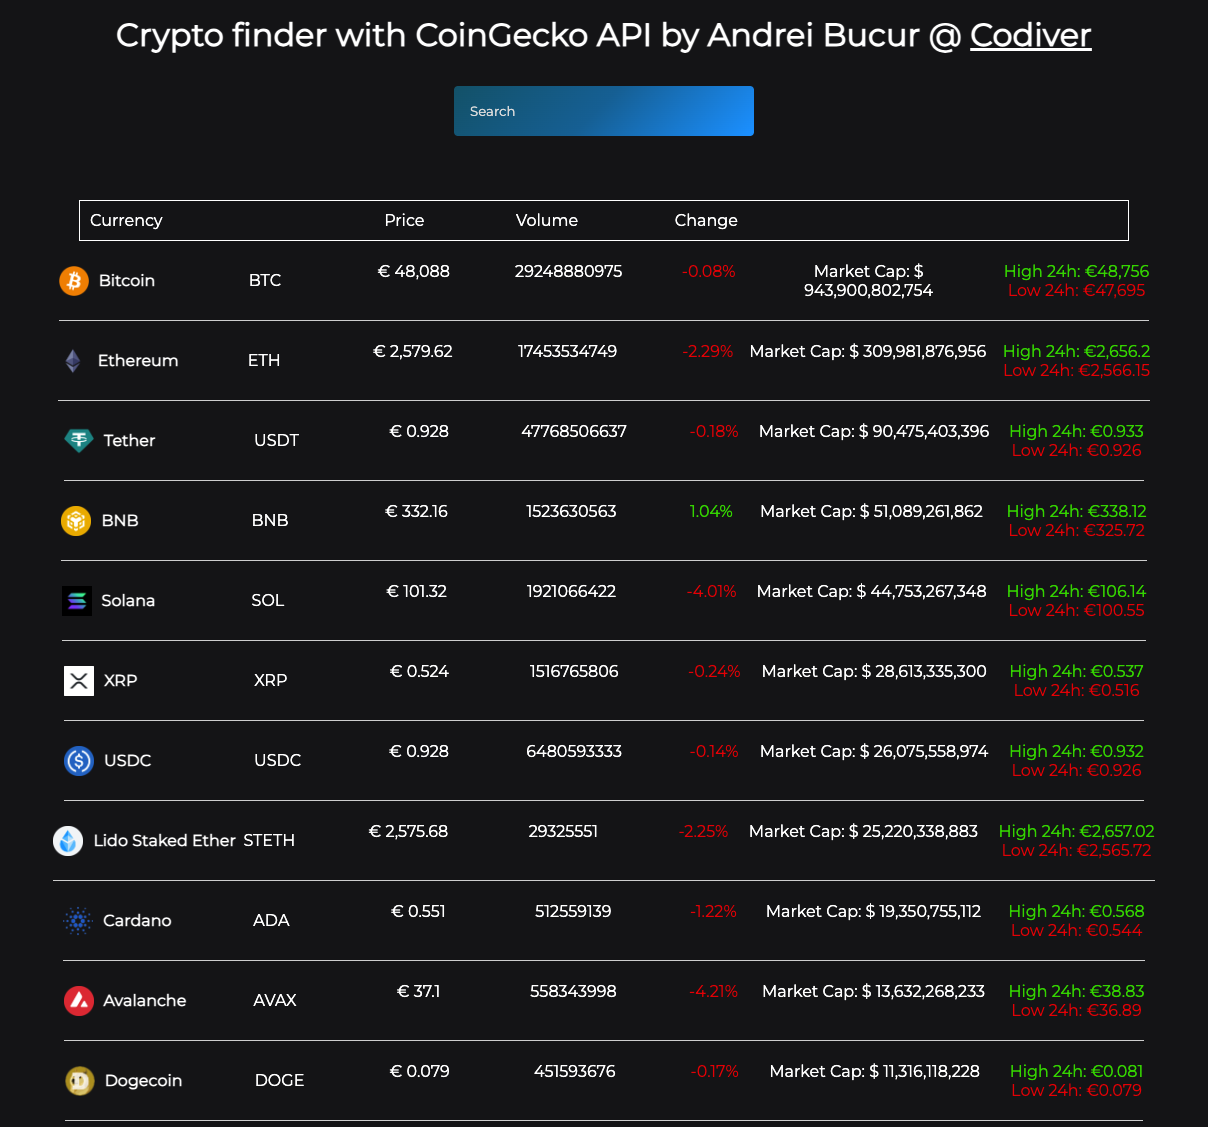 Crypto finder with CoinGecko API by Andrei Bucur @ Codiver
Search
Currency Price Volume Change
Bitcoin BTC € 48,088 29248880975 -0.08% Market Cap: $ 943,900,802,754 High 24h: €48,756
Low 24h: €47,695
Ethereum ETH € 2,579.62 17453534749 -2.29% Market Cap: $ 309,981,876,956 High 24h: €2,656.2
Low 24h: €2,566.15
Tether USDT € 0.928 47768506637 -0.18% Market Cap: $ 90,475,403,396 High 24h: €0.933
Low 24h: €0.926
BNB BNB € 332.16 1523630563 1.04% Market Cap: $ 51,089,261,862 High 24h: €338.12
Low 24h: €325.72
Solana SOL € 101.32 1921066422 -4.01% Market Cap: $ 44,753,267,348 High 24h: €106.14
Low 24h: €100.55
XRP XRP € 0.524 1516765806 -0.24% Market Cap: $ 28,613,335,300 High 24h: €0.537
Low 24h: €0.516
USDC USDC € 0.928 6480593333 -0.14% Market Cap: $ 26,075,558,974 High 24h: €0.932
Low 24h: €0.926
Lido Staked Ether STETH € 2,575.68 29325551 -2.25% Market Cap: $ 25,220,338,883 High 24h: €2,657.02
Low 24h: €2,565.72
Cardano ADA € 0.551 512559139 -1.22% Market Cap: $ 19,350,755,112 High 24h: €0.568
Low 24h: €0.544
Avalanche AVAX € 37.1 558343998 -4.21% Market Cap: $ 13,632,268,233 High 24h: €38.83
Low 24h: €36.89
Dogecoin DOGE € 0.079 451593676 -0.17% Market Cap: $ 11,316,118,228 High 24h: €0.081
Low 24h: €0.079